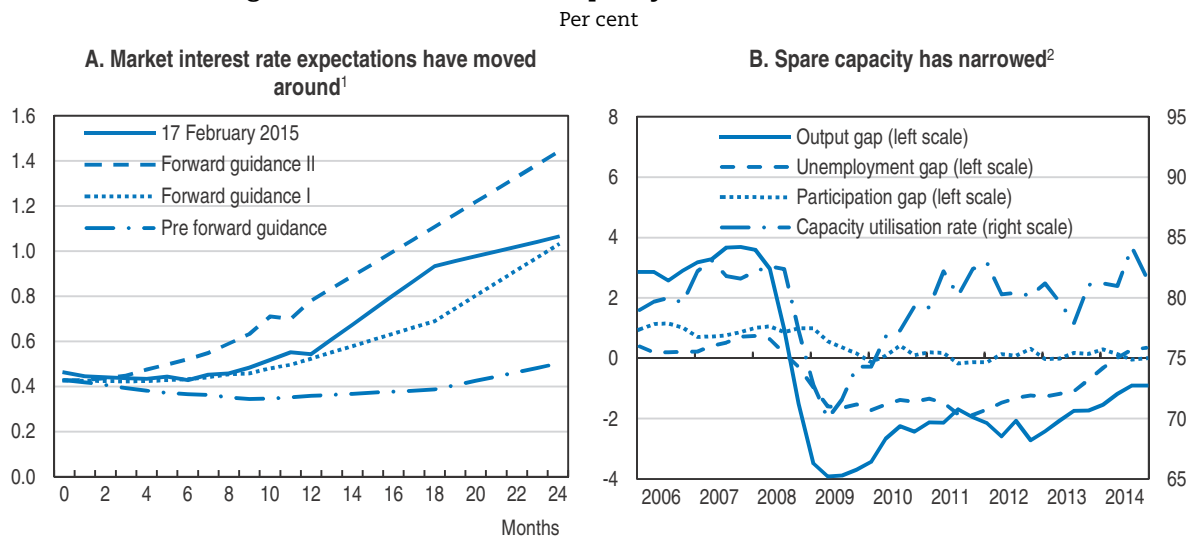 Per cent
A. Market interest rate expectations have moved
around1
1.6
1.4
1.2
1.0
0.8
0.6
0.4
0.2
0.0
17 February 2015
Forward guidance II
Forward guidance I
Pre forward guidance
0 2 4 6 8 10 12 14 16 18 20 22 24
Months
B. Spare capacity has narrowed2
8
6
4
2
0
-2
-4
Output gap (left scale)
Unemployment gap (left scale)
Participation gap (left scale)
Capacity utilisation rate (right scale)
95
90
85
80
75
70
65
2006 2007 2008 2009 2010 2011 2012 2013 2014